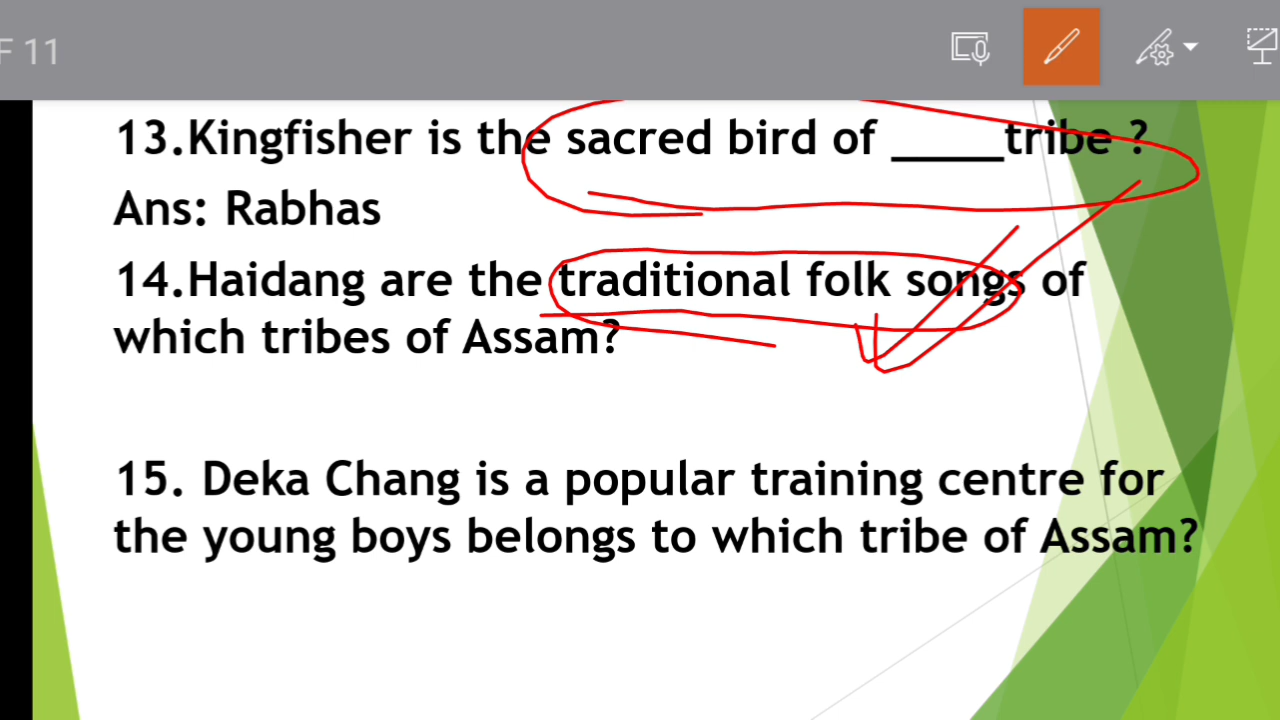 F 11
13.Kingfisher is the sacred bird of _____tribe ?
Ans: Rabhas
14.Haidang are the traditional folk songs of
which tribes of Assam?
15. Deka Chang is a popular training centre for
the young boys belongs to which tribe of Assam?